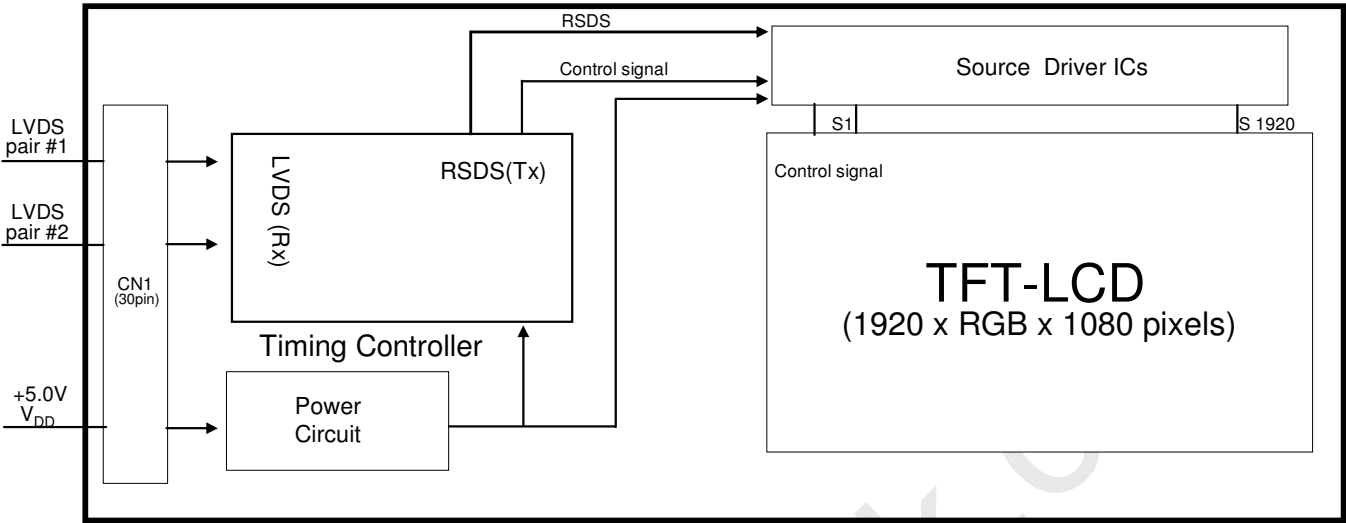 RSDS
Control signal
Source Driver ICs
LVDS
pair #1
S1
S 1920
LVDS (Rx)
RSDS(Tx)
Control signal
LVDS
pair #2
CN1
(30pin)
TFT-LCD
(1920 x RGB x 1080 pixels)
Timing Controller
+5.0V
VDD
Power
Circuit